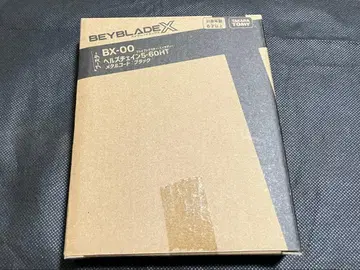 BEYBLADE X
BX-00
ヘルズチェイン5-60HT
メタルコート ブラック
TAKARA
TOMY